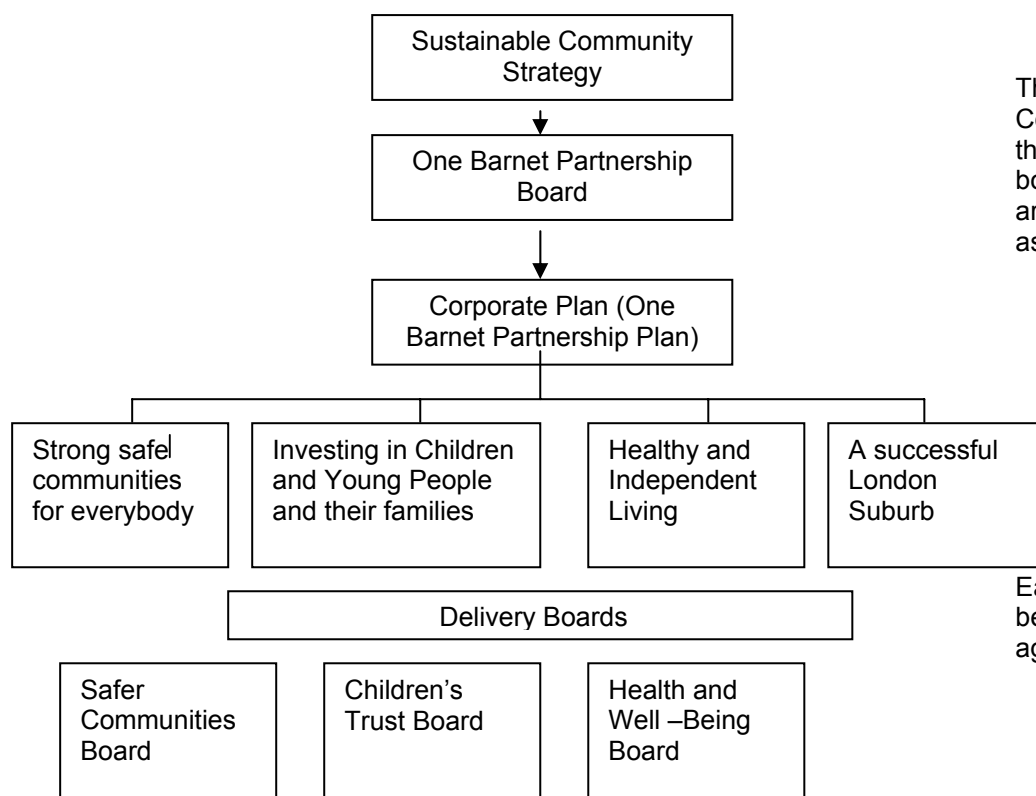 Sustainable Community
Strategy
One Barnet Partnership
Board
Corporate Plan (One
Barnet Partnership Plan)
Strong safe
communities
for everybody
Investing in Children
and Young People
and their families
Healthy and
Independent
Living
A successful
London
Suburb
Delivery Boards
Safer
Communities
Board
Children's
Trust Board
Health and
Well –Being
Board